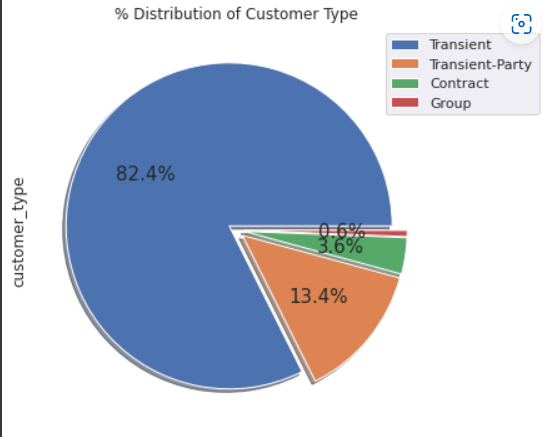 % Distribution of Customer Type
Transient
Transient-Party
Contract
Group
82.4%
customer_type
0.6%
3.6%
13.4%